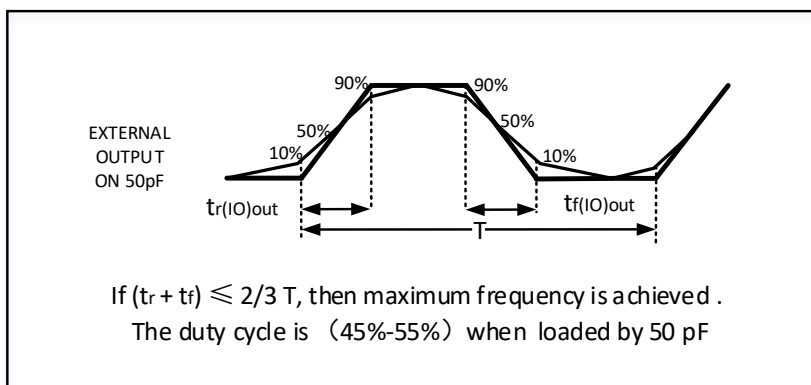 90%
90%
50%
50%
EXTERNAL
OUTPUT
ON 50pF
10%
10%
tr(IO)out
tf(IO)out
T
If (tr + tf) ≤ 2/3 T, then maximum frequency is achieved .
The duty cycle is （45%-55%）when loaded by 50 pF